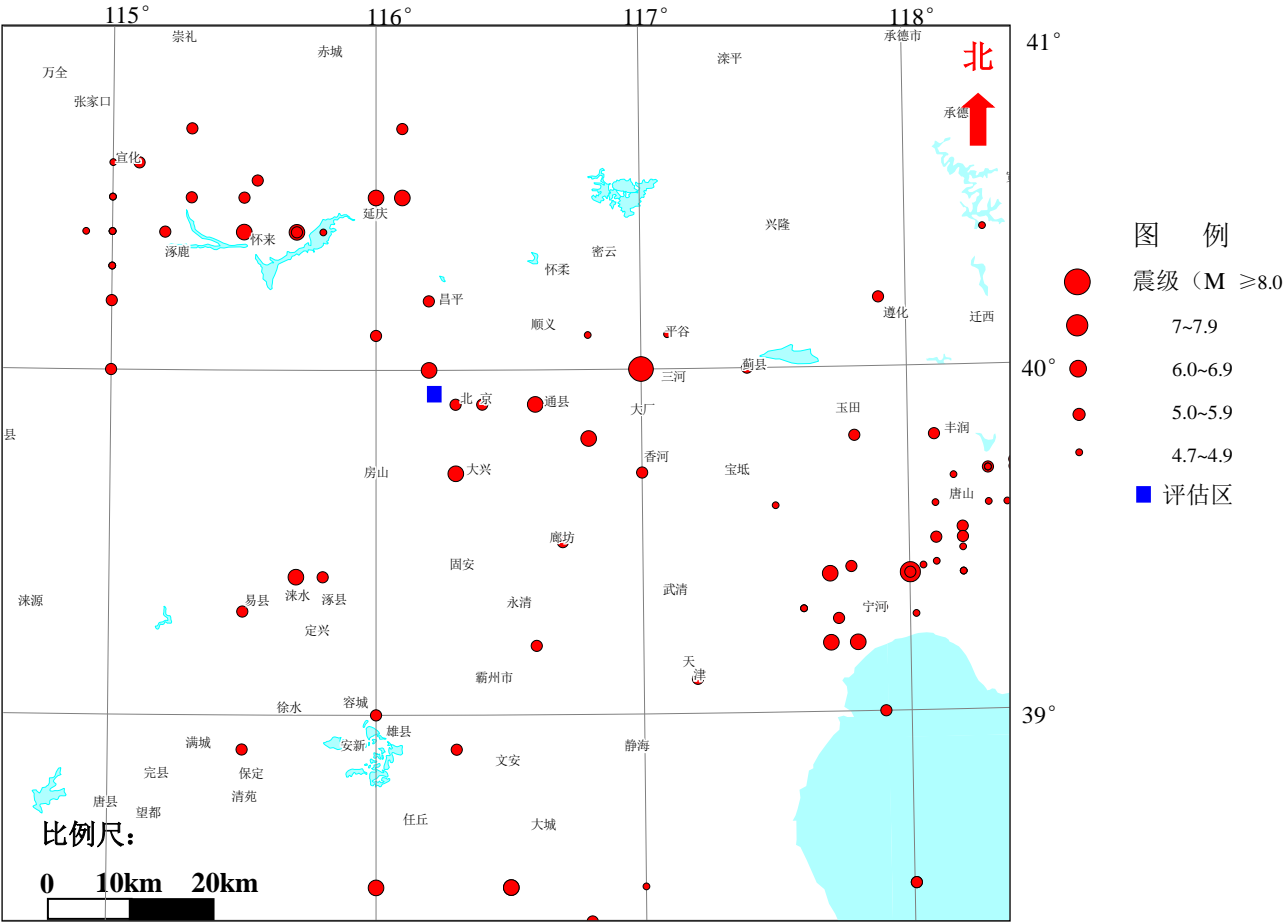 115° 116° 117° 118°
崇礼
承德市
赤城
41°
北
滦平
万全
张家口
承德
宣化
延庆
兴隆
图 例
怀来
涿鹿
密云
怀柔
震级（M ≥8.0
昌平
遵化
迁西
顺义
平谷
7~7.9
蓟县
40°
三河
6.0~6.9
北 京
通县
大厂
玉田
5.0~5.9
丰润
县
香河
4.7~4.9
房山
大兴
宝坻
唐山
评估区
廊坊
固安
武清
涞源
易县
涞水
涿县
永清
宁河
定兴
天
津
霸州市
徐水
容城
39°
雄县
满城
安新
静海
文安
完县
保定
清苑
唐县
望都
任丘
大城
比例尺：
0 10km 20km